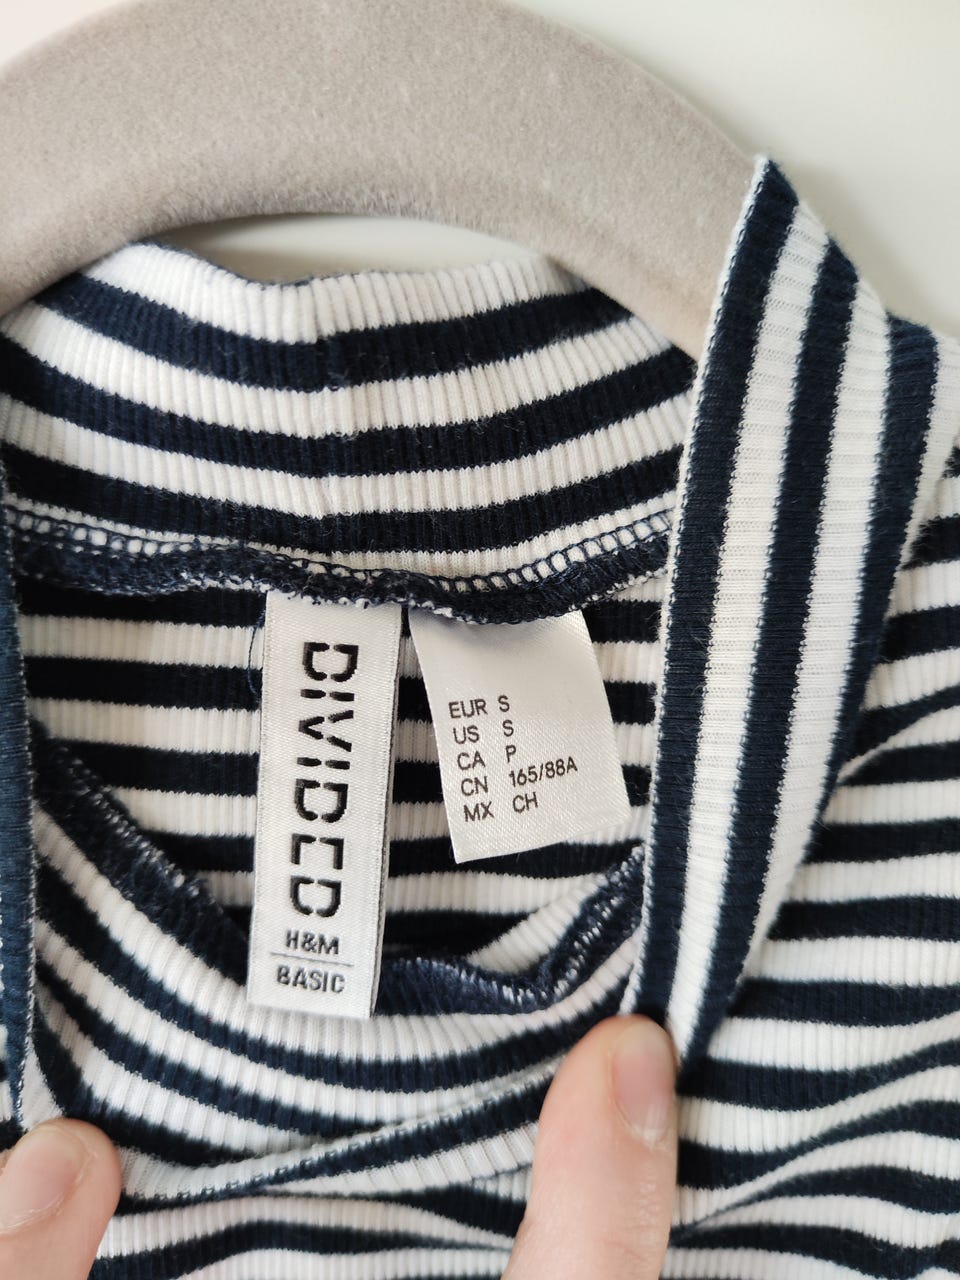 DIVIDED
H&M
BASIC
EUR S
US S
CA P
CN 165/88A
MX CH